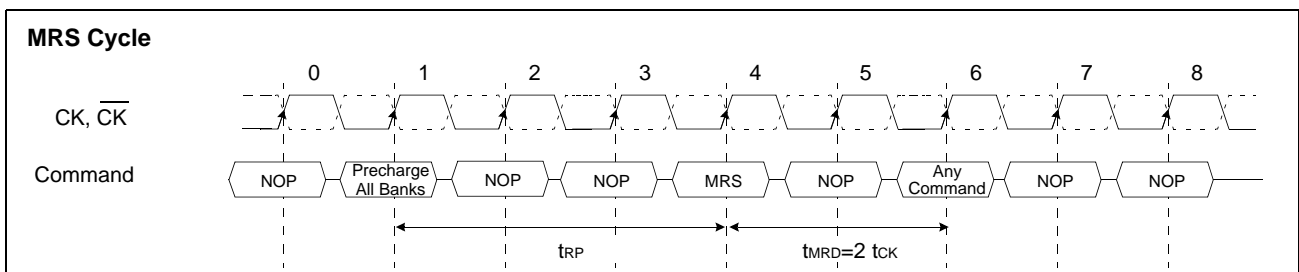 MRS Cycle
0 1 2 3 4 5 6 7 8
CK, C̅K̅
Command
NOP Precharge All Banks NOP NOP MRS NOP Any Command NOP NOP
tRP tMRD=2 tCK